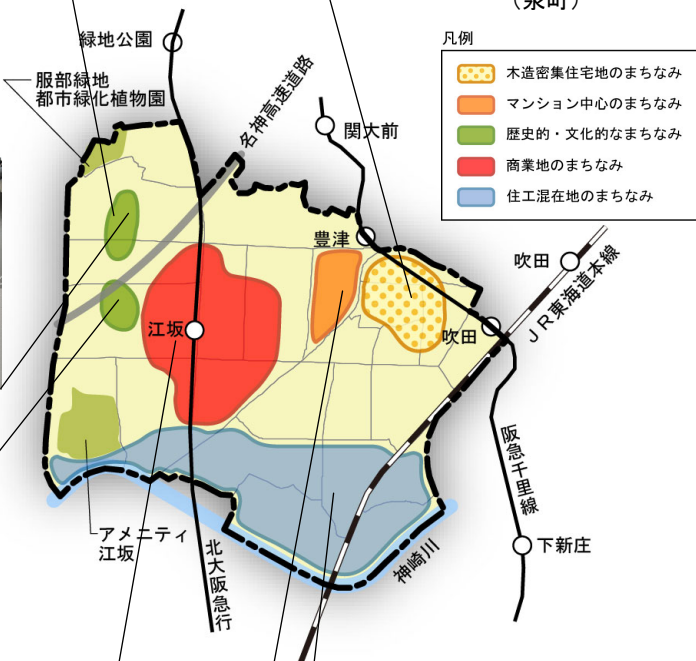 （泉町）
緑地公園
服部緑地
都市緑化植物園
名神高速道路
関大前
凡例
木造密集住宅地のまちなみ
マンション中心のまちなみ
歴史的・文化的なまちなみ
商業地のまちなみ
住工混在地のまちなみ
豊津
吹田
ＪＲ東海道本線
江坂
吹田
阪急千里線
アメニティ
江坂
北大阪急行
神崎川
下新庄